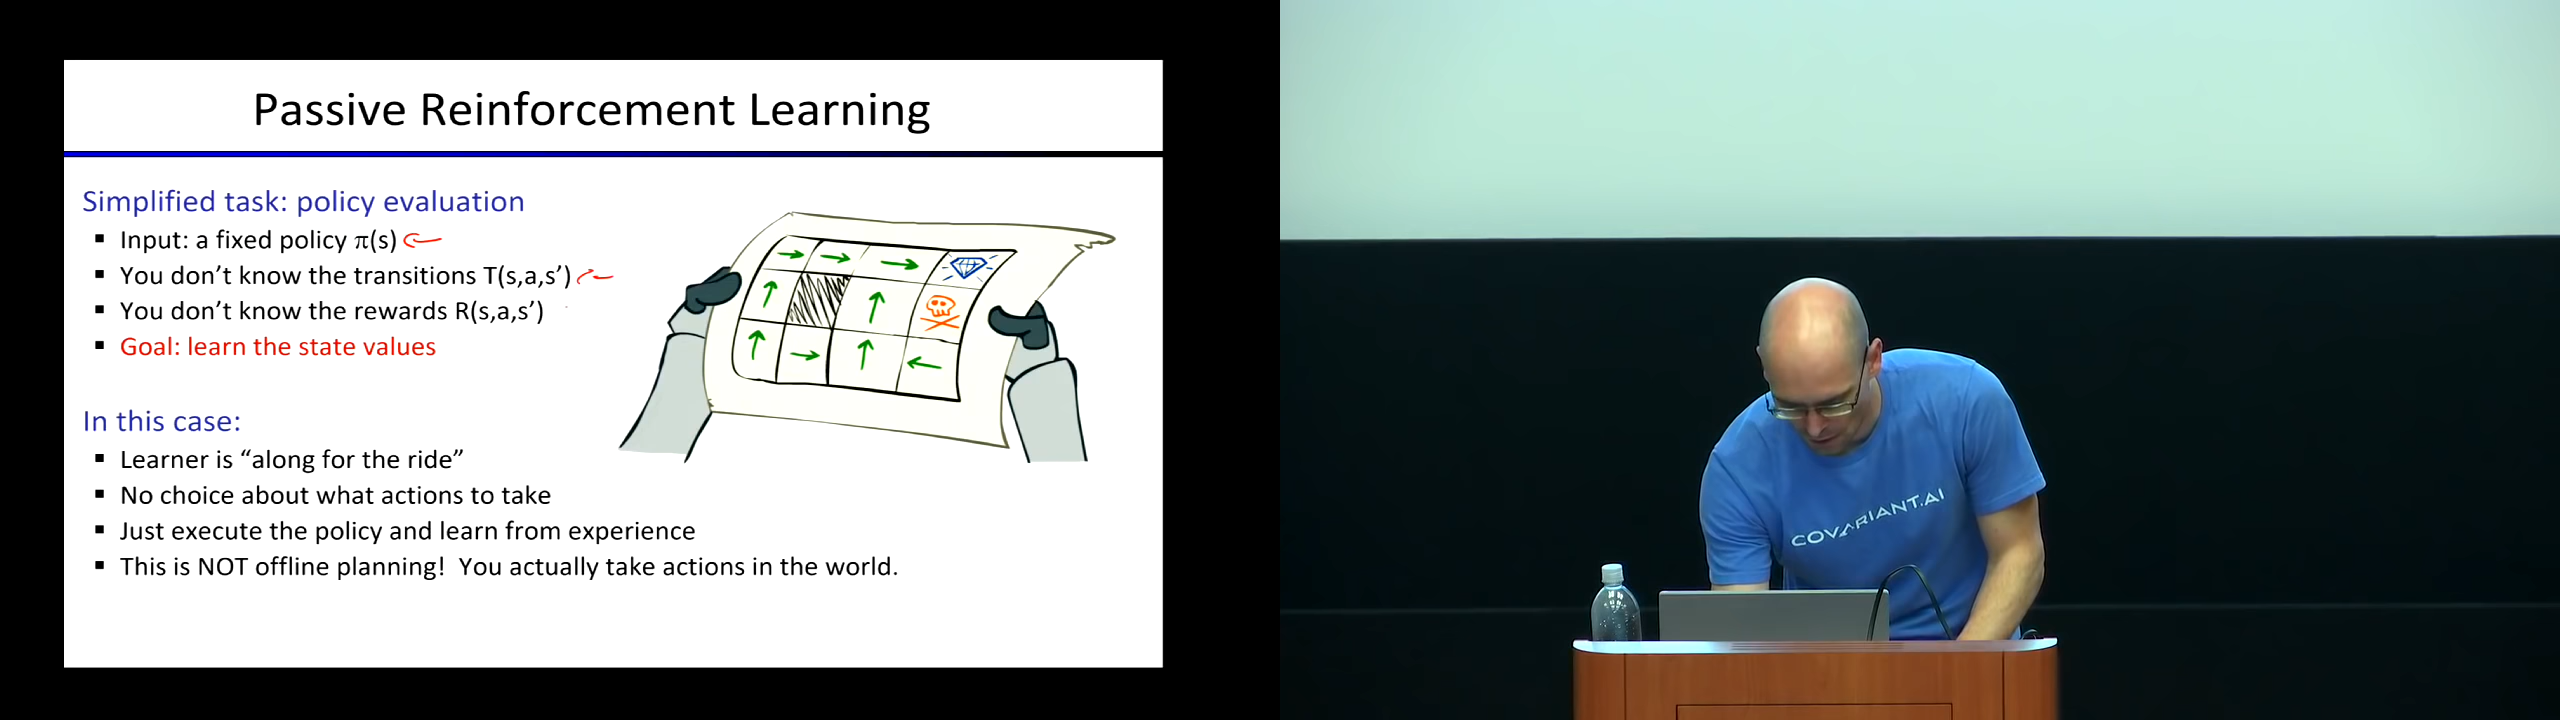 Passive Reinforcement Learning
Simplified task: policy evaluation
▪ Input: a fixed policy π(s)
▪ You don’t know the transitions T(s,a,s’)
▪ You don’t know the rewards R(s,a,s’)
▪ Goal: learn the state values
In this case:
▪ Learner is “along for the ride”
▪ No choice about what actions to take
▪ Just execute the policy and learn from experience
▪ This is NOT offline planning!  You actually take actions in the world.
COVARIANT.AI